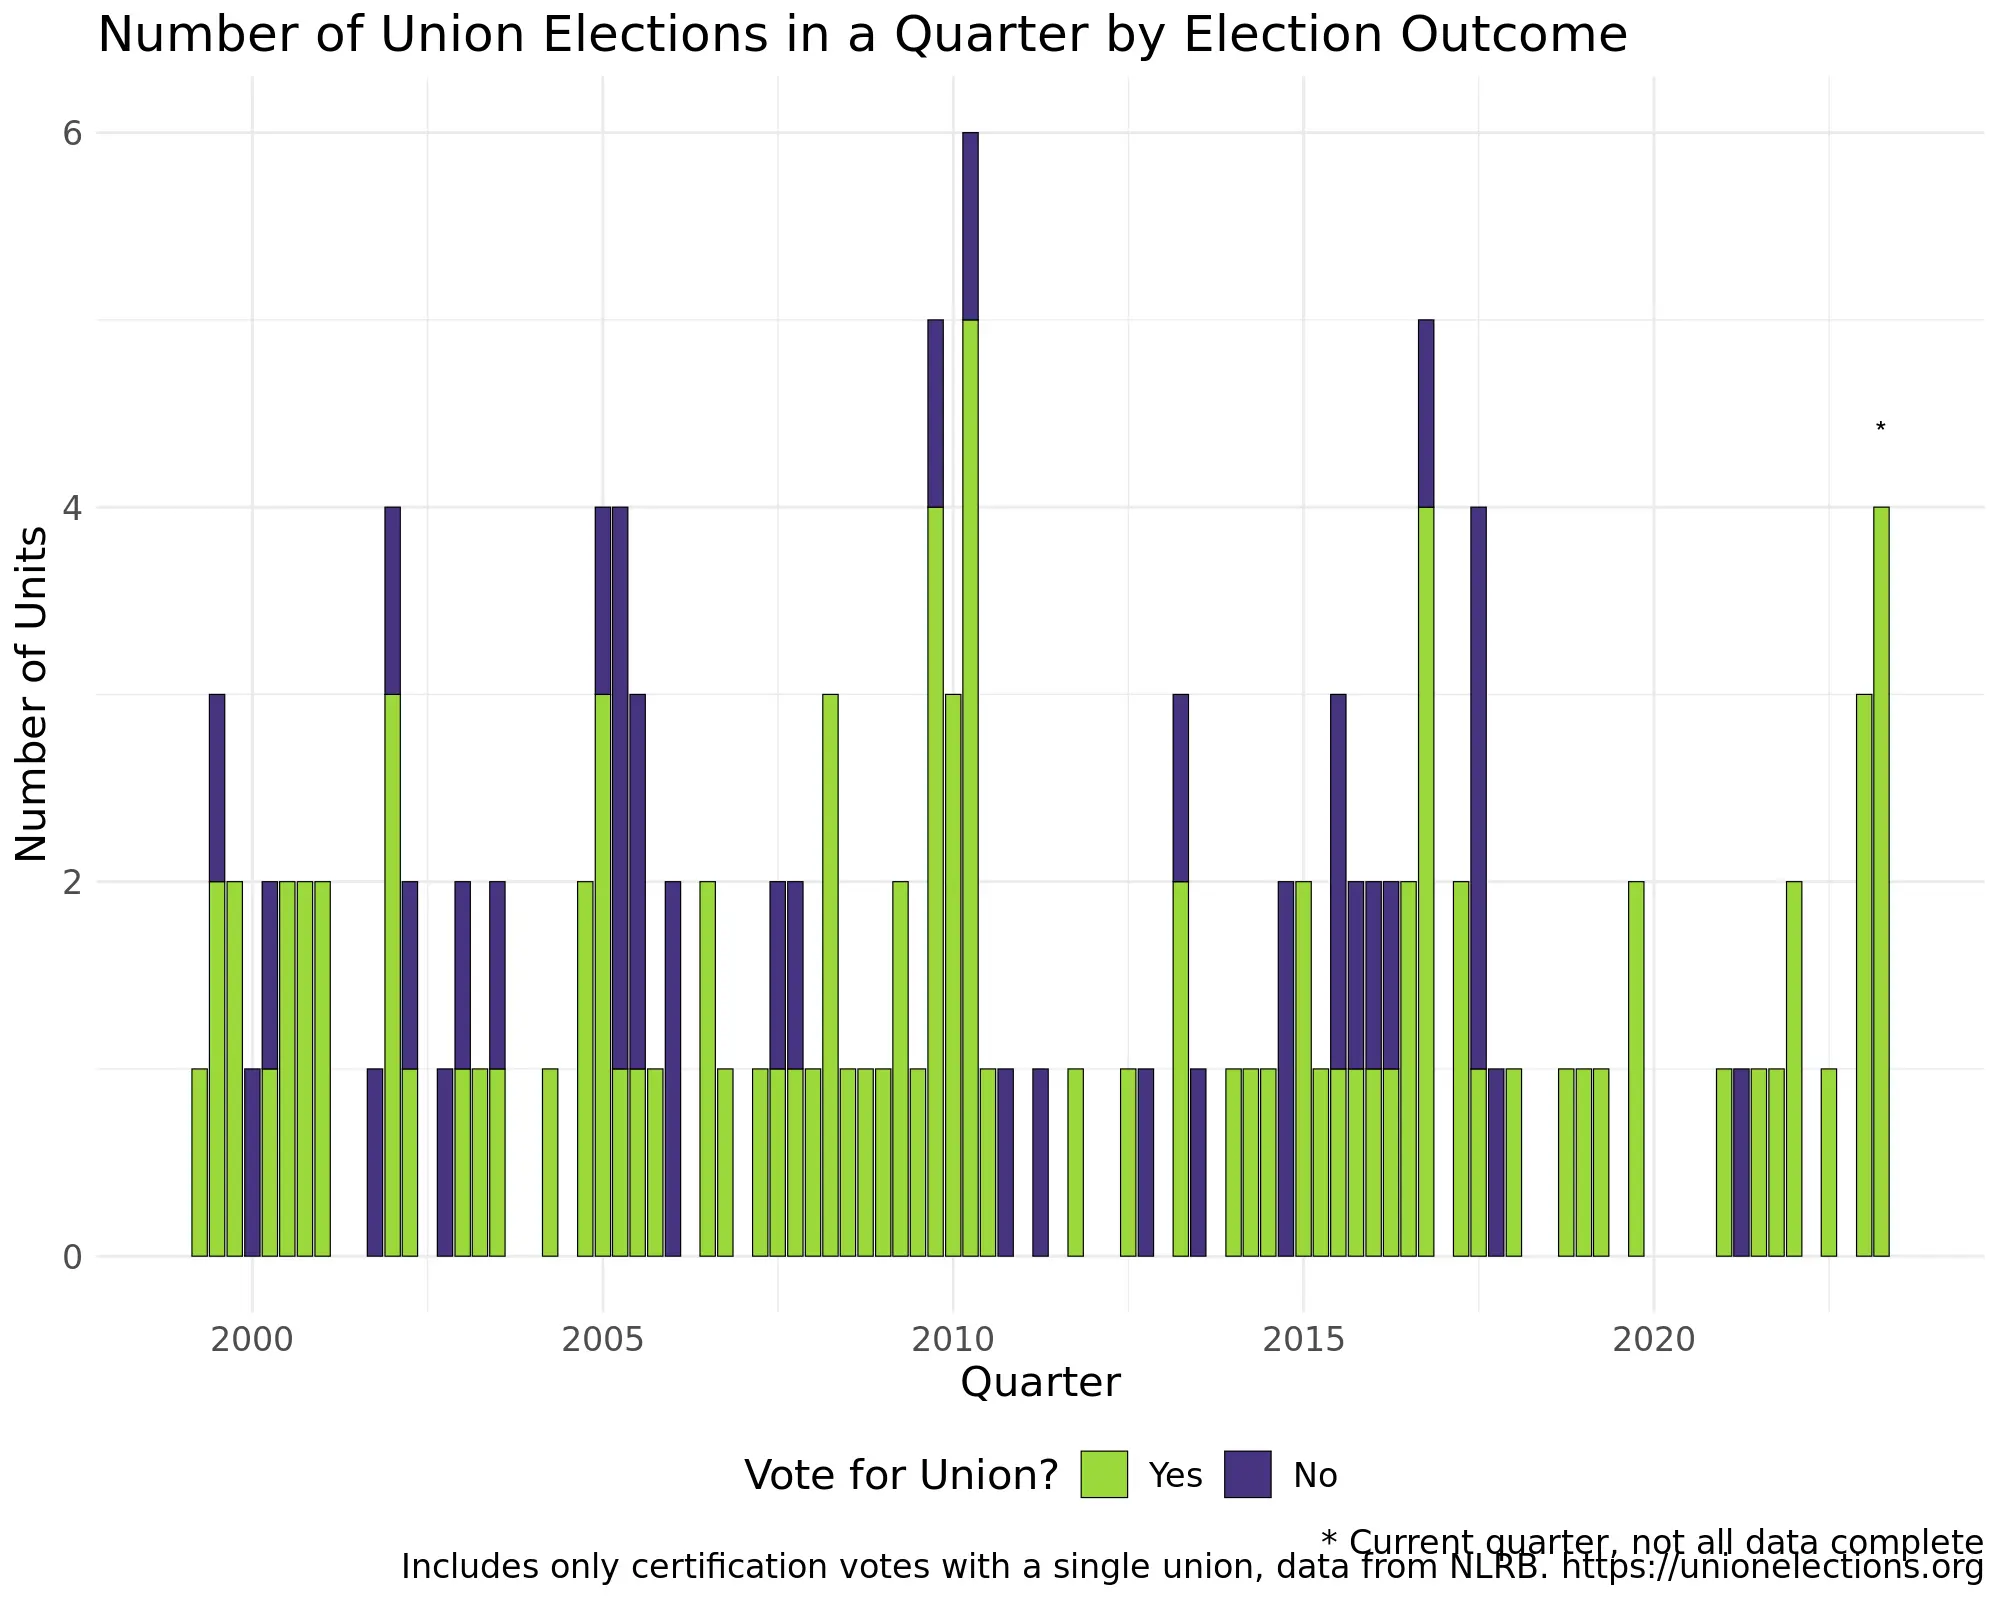 Number of Union Elections in a Quarter by Election Outcome
Number of Units
6
4
2
0
*
2000 2005 2010 2015 2020
Quarter
Vote for Union? Yes No
* Current quarter, not all data complete
Includes only certification votes with a single union, data from NLRB. https://unionelections.org